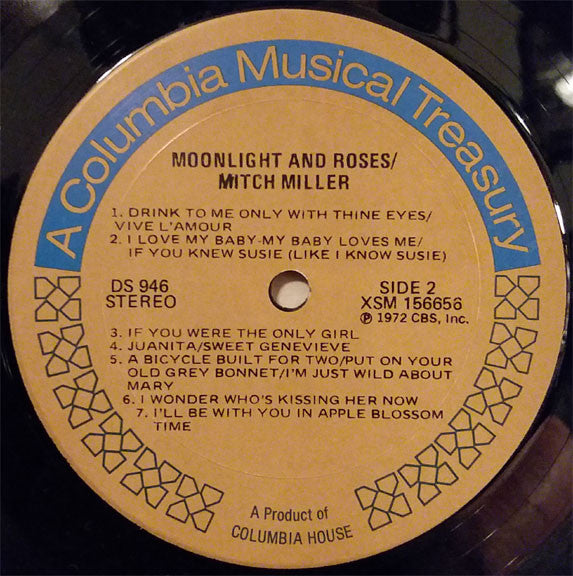 A Columbia Musical Treasury
MOONLIGHT AND ROSES/
MITCH MILLER
1. DRINK TO ME ONLY WITH THINE EYES/
VIVE L'AMOUR
2. I LOVE MY BABY-MY BABY LOVES ME/
IF YOU KNEW SUSIE (LIKE I KNOW SUSIE)
DS 946
STEREO
SIDE 2
XSM 156656
℗ 1972 CBS, Inc.
3. IF YOU WERE THE ONLY GIRL
4. JUANITA/SWEET GENEVIEVE
5. A BICYCLE BUILT FOR TWO/PUT ON YOUR
OLD GREY BONNET/I'M JUST WILD ABOUT
MARY
6. I WONDER WHO'S KISSING HER NOW
7. I'LL BE WITH YOU IN APPLE BLOSSOM
TIME
A Product of
COLUMBIA HOUSE